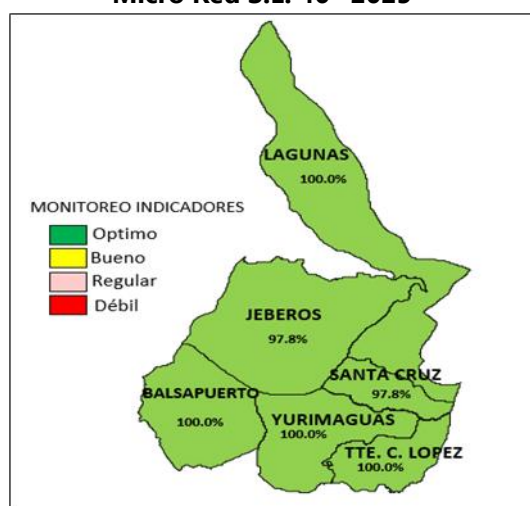 LAGUNAS
100.0%
MONITOREO INDICADORES
Optimo
Bueno
Regular
Débil
JEBEROS
97.8%
SANTA CRUZ
97.8%
BALSAPUERTO
100.0%
YURIMAGUAS
100.0%
TTE. C. LOPEZ
100.0%